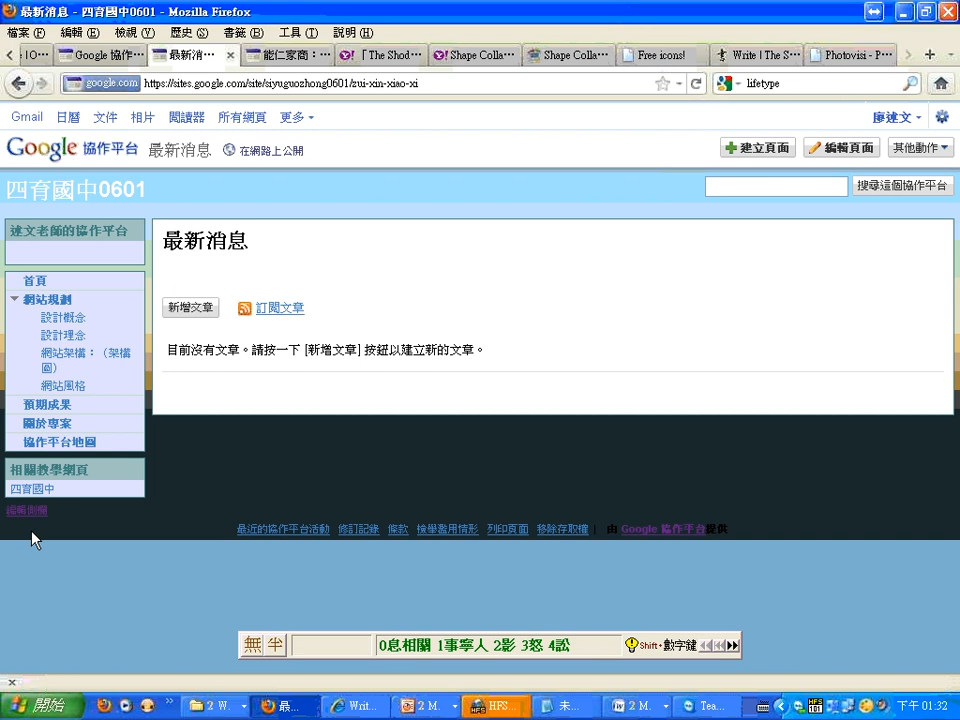 最新消息 - 四育國中0601 - Mozilla Firefox
檔案(F) 編輯(E) 檢視(V) 歷史(S) 書籤(B) 工具(T) 說明(H)
Google 協作… 最新消… 能仁家商：… 「The Shod… Shape Colla… Shape Colla… Free icons! Write | The S… Photovisi - P…
google.com https://sites.google.com/site/siyuguozhong0601/zui-xin-xiao-xi lifetype
Gmail 日曆 文件 相片 閱讀器 所有網頁 更多 廖建文
Google 協作平台 最新消息 在網路上公開 建立頁面 編輯頁面 其他動作
四育國中0601 搜尋這個協作平台
建文老師的協作平台
最新消息
首頁
網站規劃
設計概念
設計理念
網站架構：（架構圖）
網站風格
預期成果
關於專案
協作平台地圖
新增文章 訂閱文章
目前沒有文章。請按一下 [新增文章] 按鈕以建立新的文章。
相關教學網頁
四育國中
編輯側欄
最近的協作平台活動 修訂記錄 條款 檢舉濫用情形 列印頁面 移除存取權 | 由 Google 協作平台提供
無 半 0息相關 1事寧人 2影 3怒 4訟 Shift+數字鍵
開始 2 W. 最... Writ... 2 M. HFS... 未... 2 M. Tea... 下午 01:32